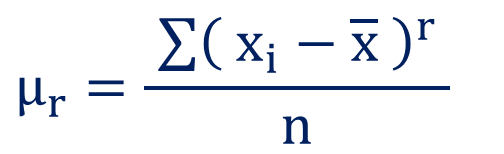 μᵣ = ∑( xᵢ − x̅ )ʳ / n